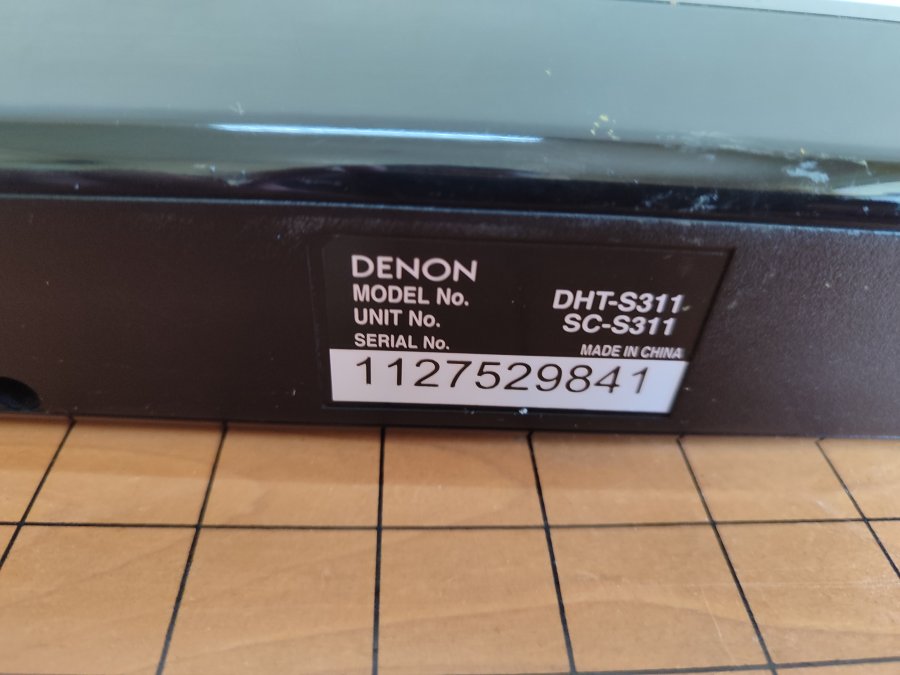 DENON
MODEL No. DHT-S311
UNIT No. SC-S311
SERIAL No. MADE IN CHINA
1127529841